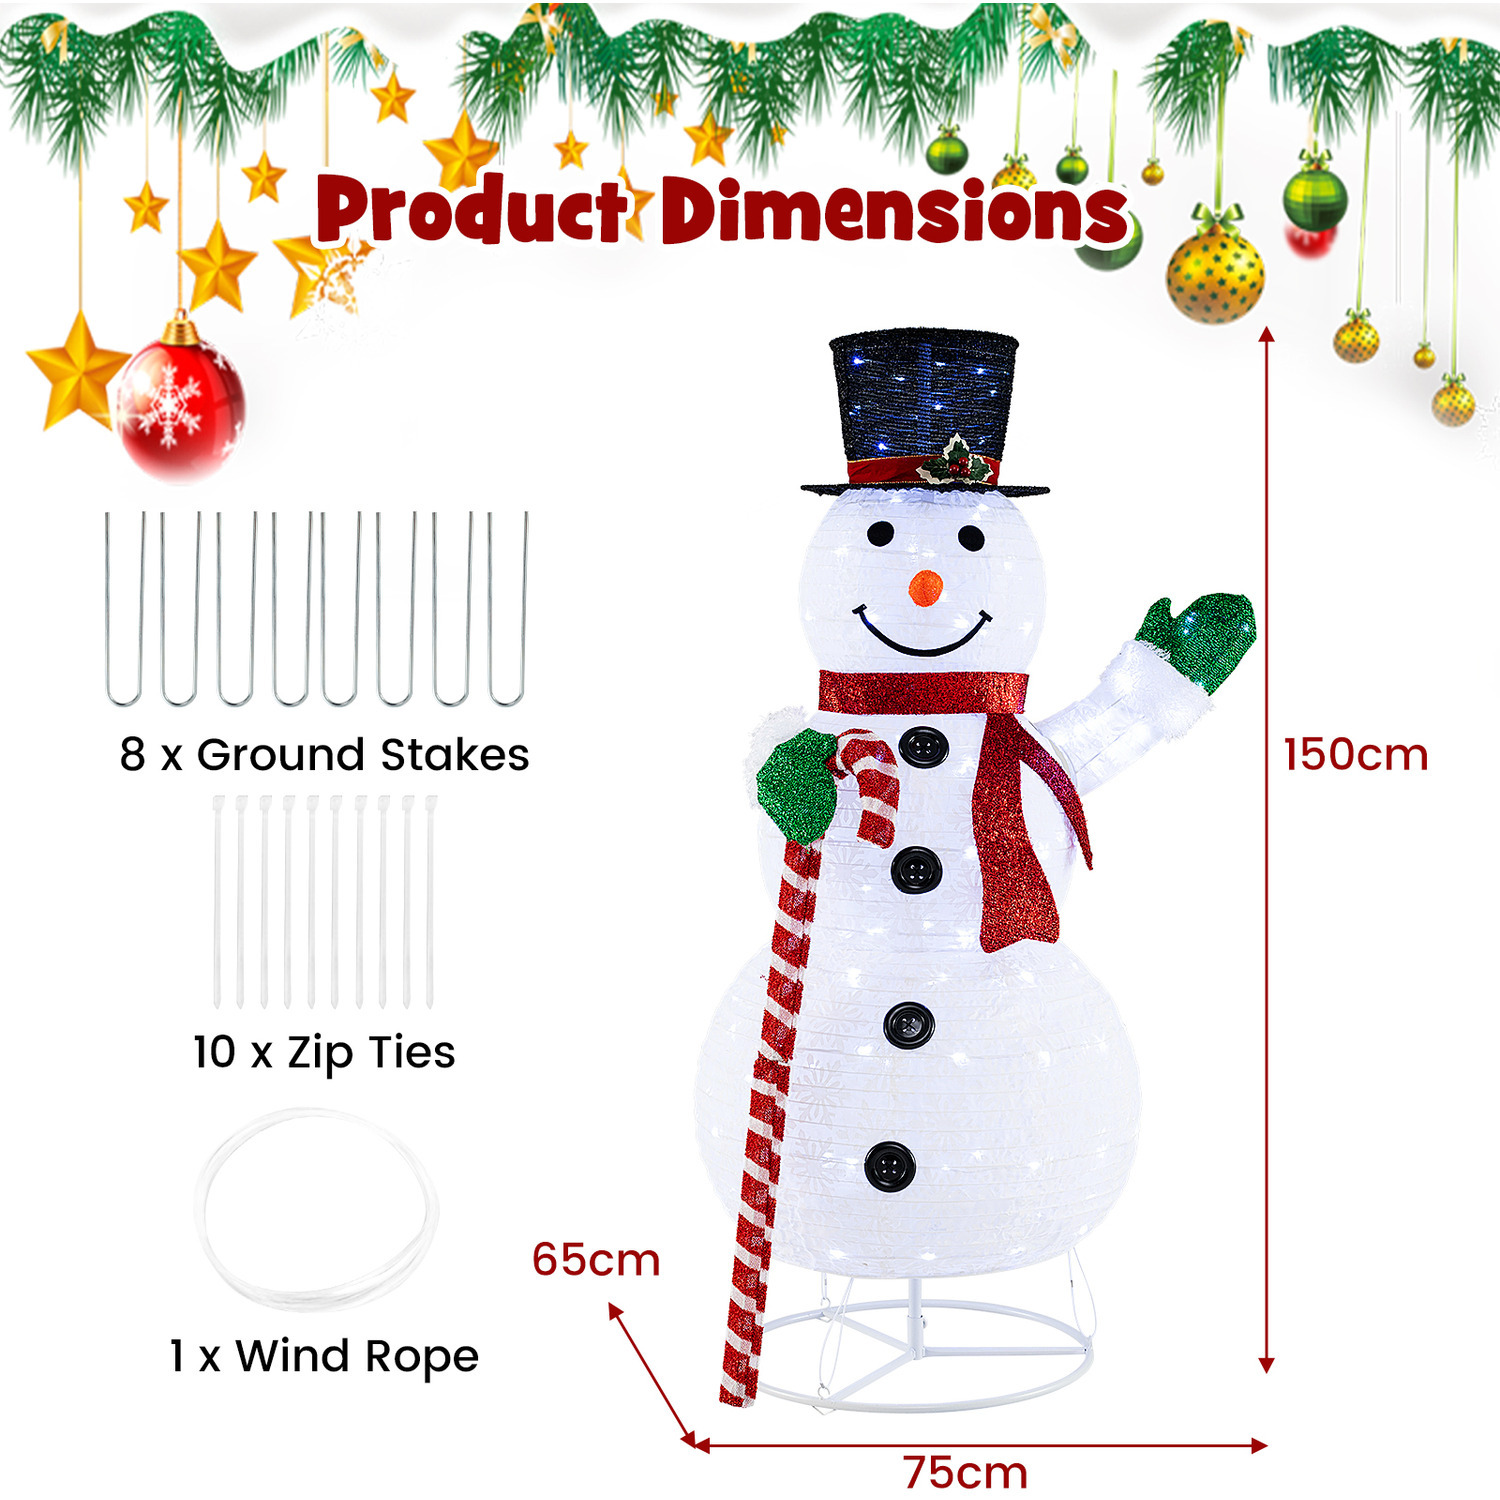 Product Dimensions
8 x Ground Stakes
10 x Zip Ties
1 x Wind Rope
150cm
65cm
75cm